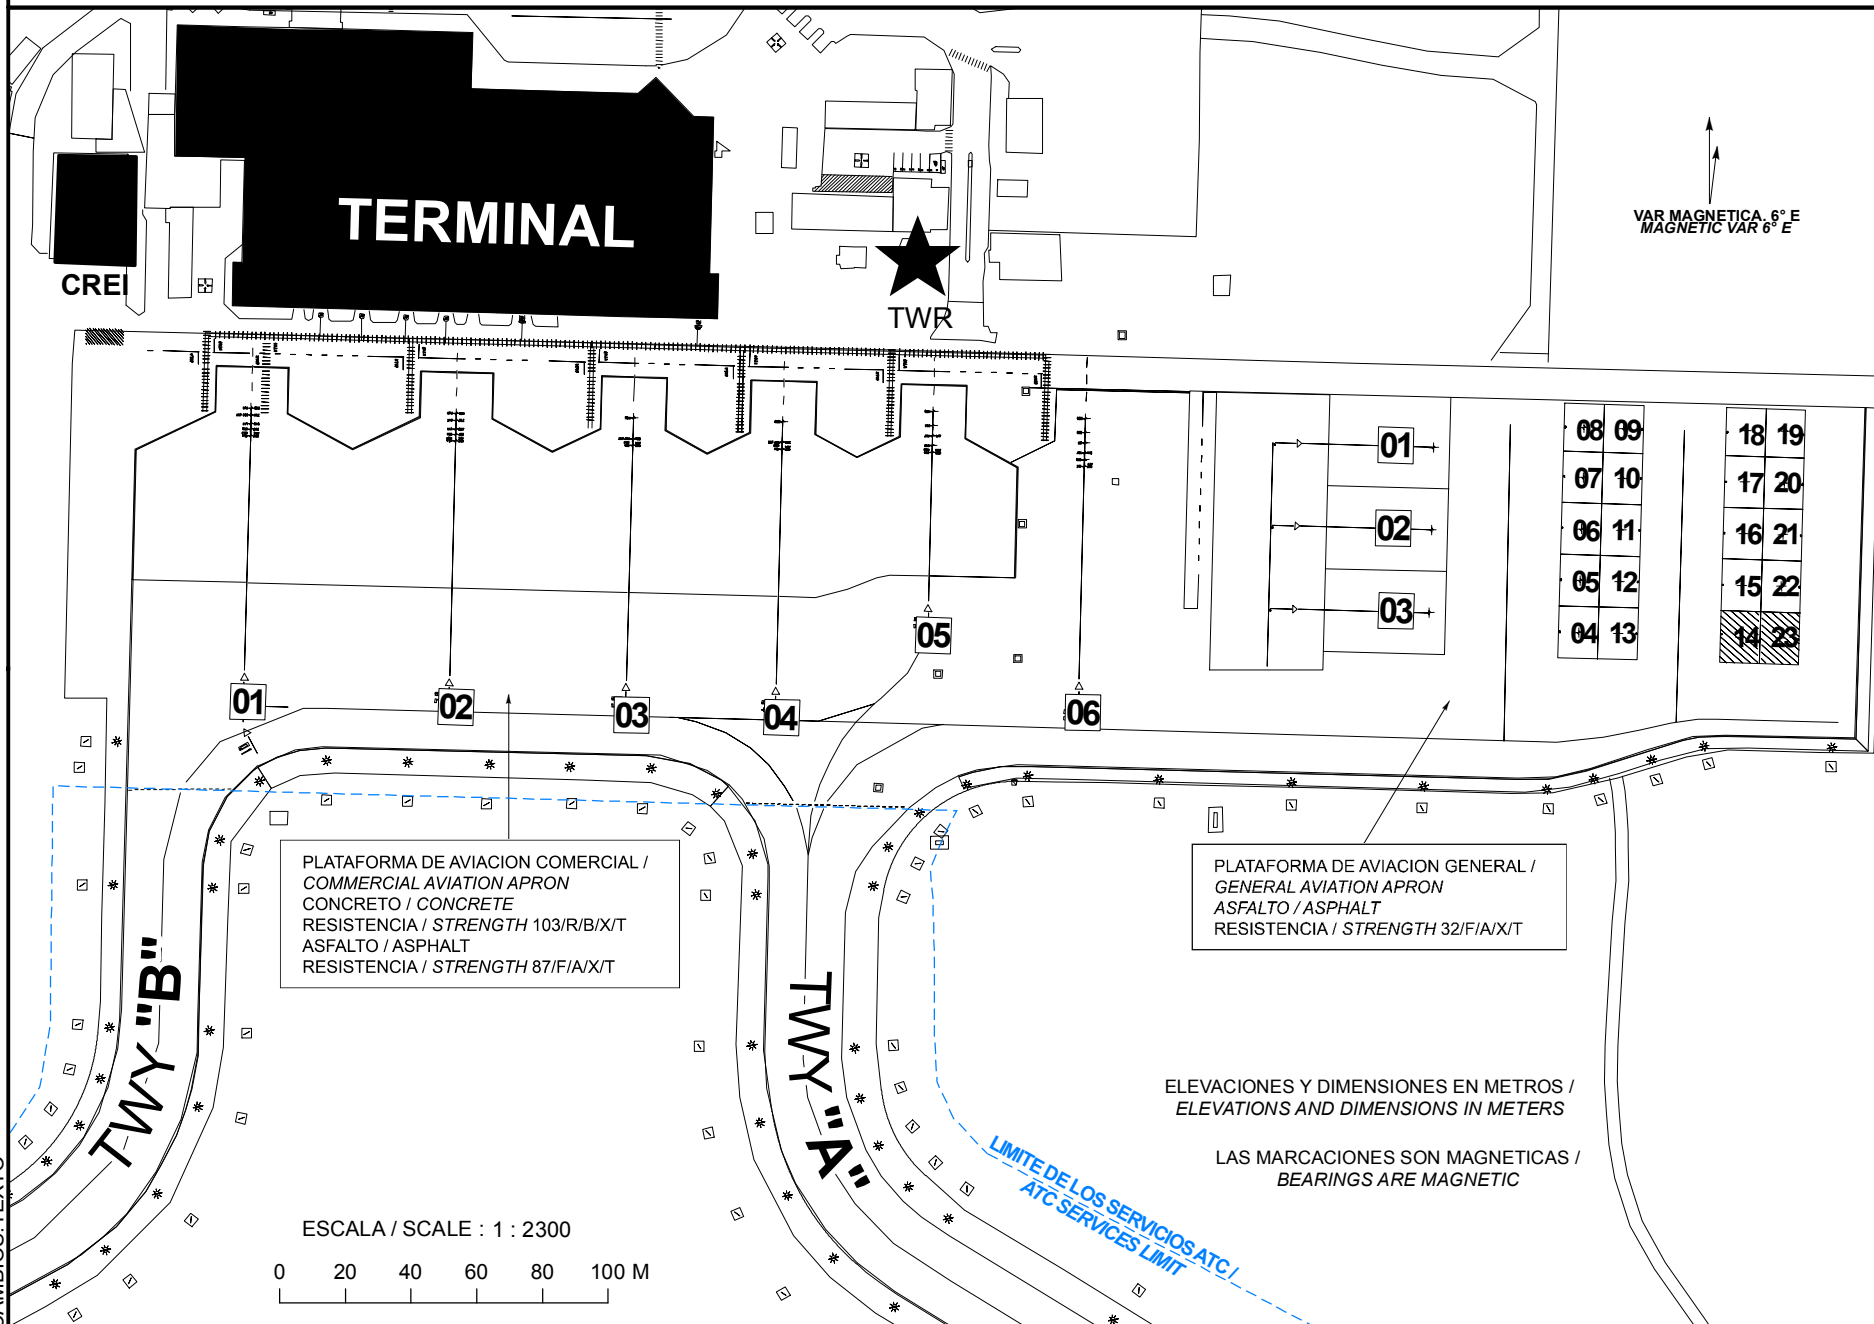 TERMINAL
CREI
TWR
VAR MAGNETICA. 6° E
MAGNETIC VAR 6° E
01
02
03
04
05
06
01
02
03
08 09
07 10
06 11
05 12
04 13
18 19
17 20
16 21
15 22
14 23
PLATAFORMA DE AVIACION COMERCIAL /
COMMERCIAL AVIATION APRON
CONCRETO / CONCRETE
RESISTENCIA / STRENGTH 103/R/B/X/T
ASFALTO / ASPHALT
RESISTENCIA / STRENGTH 87/F/A/X/T
PLATAFORMA DE AVIACION GENERAL /
GENERAL AVIATION APRON
ASFALTO / ASPHALT
RESISTENCIA / STRENGTH 32/F/A/X/T
TWY "B"
TWY "A"
ELEVACIONES Y DIMENSIONES EN METROS /
ELEVATIONS AND DIMENSIONS IN METERS
LAS MARCACIONES SON MAGNETICAS /
BEARINGS ARE MAGNETIC
LIMITE DE LOS SERVICIOS ATC /
ATC SERVICES LIMIT
ESCALA / SCALE : 1 : 2300
0 20 40 60 80 100 M